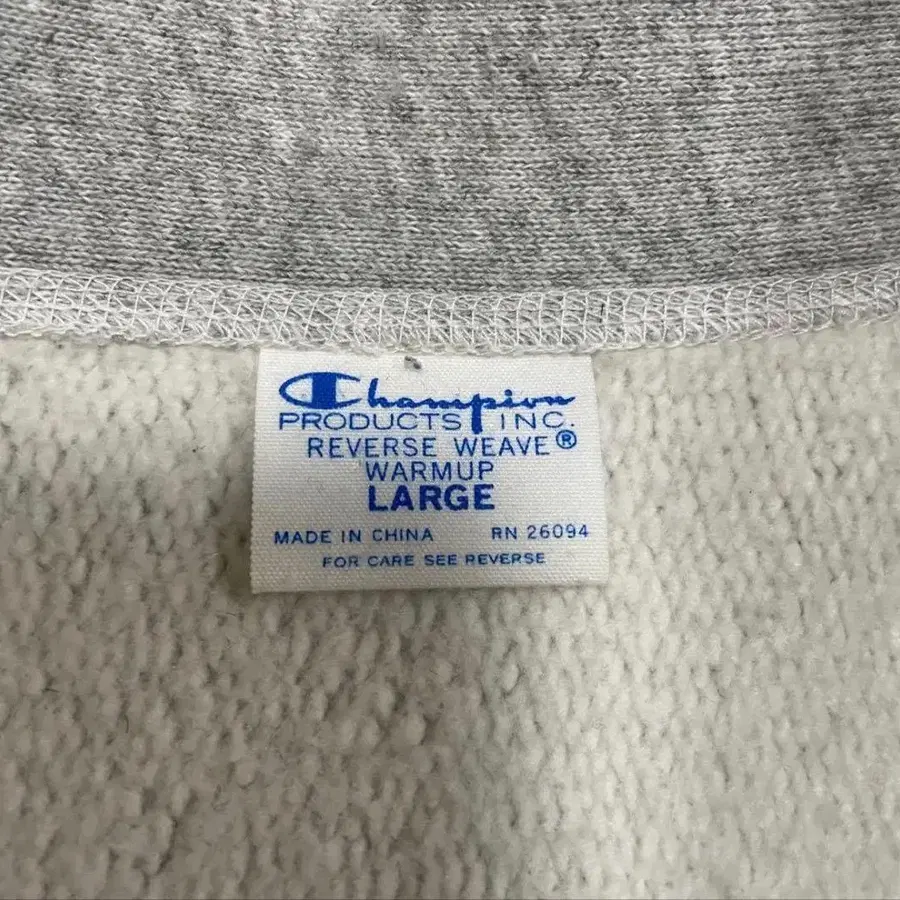 Champion
PRODUCTS INC.
REVERSE WEAVE®
WARMUP
LARGE
MADE IN CHINA RN 26094
FOR CARE SEE REVERSE